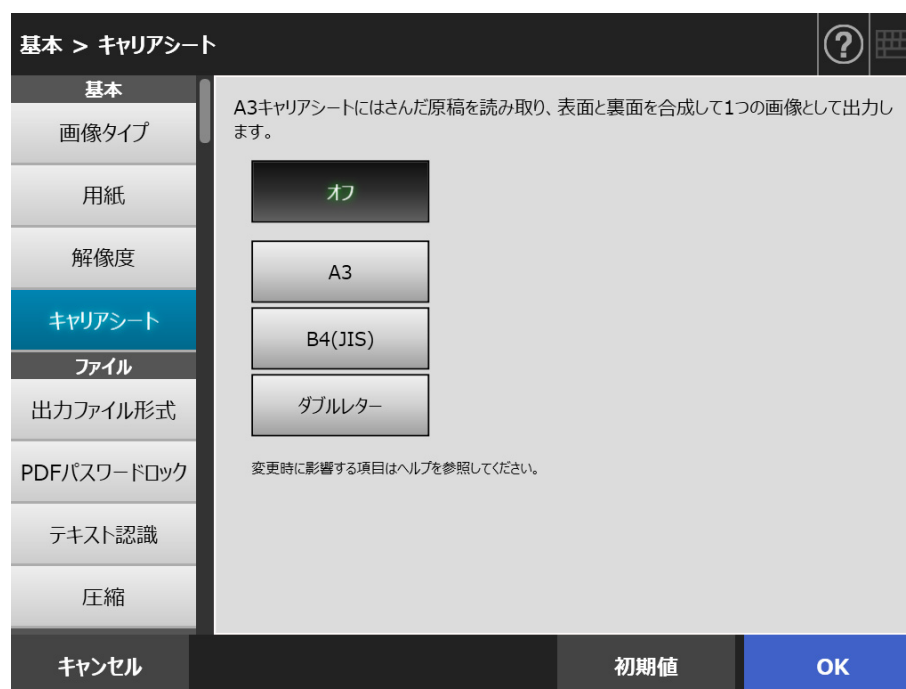 基本 > キャリアシート
?
基本
画像タイプ
用紙
解像度
キャリアシート
ファイル
出力ファイル形式
PDFパスワードロック
テキスト認識
圧縮
A3キャリアシートにはさんだ原稿を読み取り、表面と裏面を合成して1つの画像として出力し
ます。
オフ
A3
B4(JIS)
ダブルレター
変更時に影響する項目はヘルプを参照してください。
キャンセル
初期値
OK